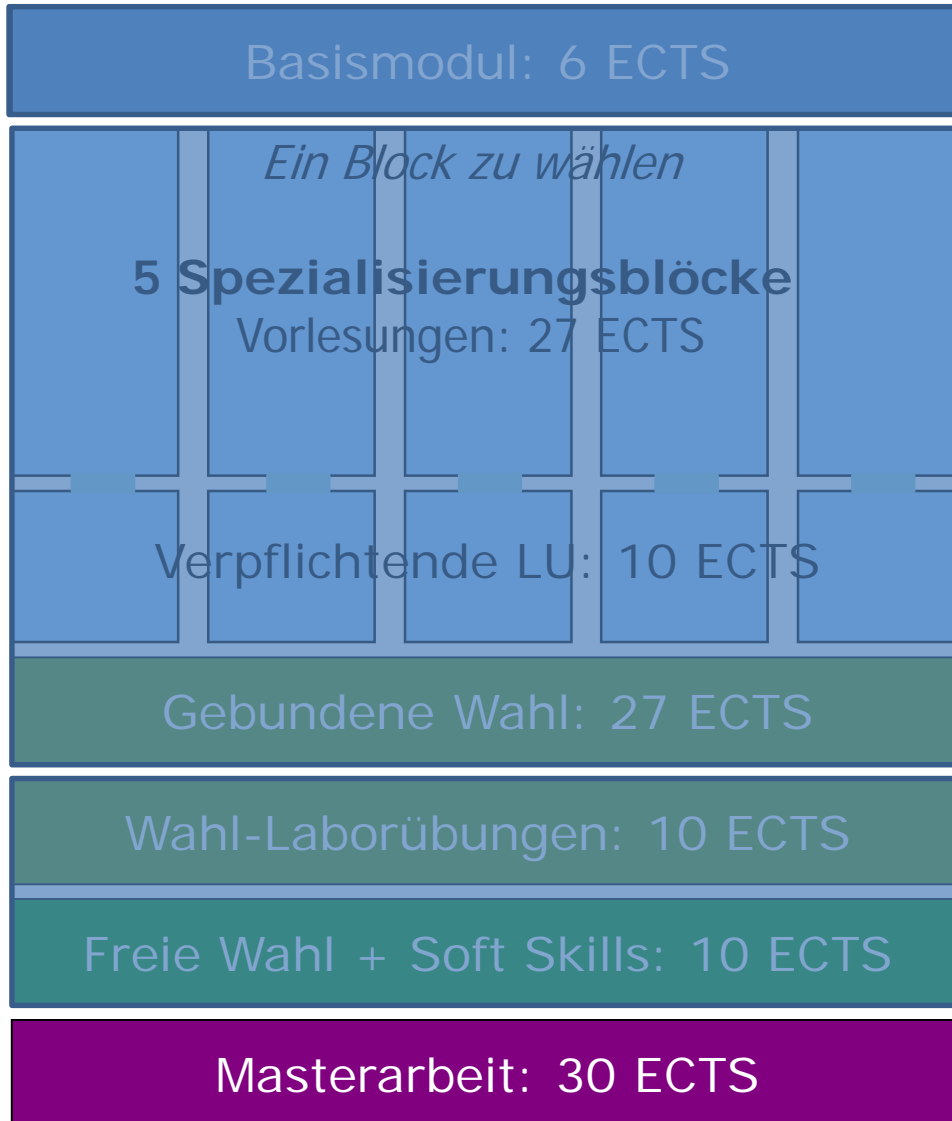 Basismodul: 6 ECTS
Ein Block zu wählen
5 Spezialisierungsblöcke
Vorlesungen: 27 ECTS
Verpflichtende LU: 10 ECTS
Gebundene Wahl: 27 ECTS
Wahl-Laborübungen: 10 ECTS
Freie Wahl + Soft Skills: 10 ECTS
Masterarbeit: 30 ECTS